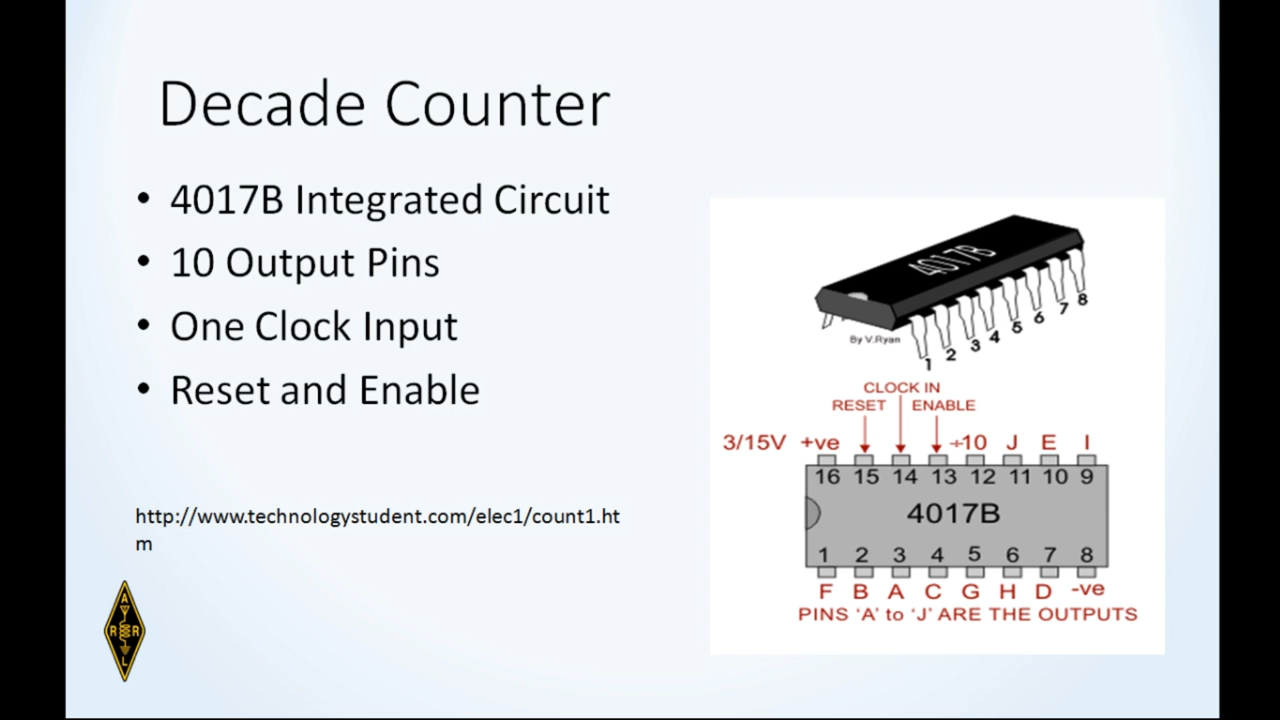 Decade Counter
• 4017B Integrated Circuit
• 10 Output Pins
• One Clock Input
• Reset and Enable
http://www.technologystudent.com/elec1/count1.ht
m
A
R R
L
4017B
By V.Ryan
1 2 3 4 5 6 7 8
CLOCK IN
RESET ENABLE
3/15V +ve ÷10 J E I
16 15 14 13 12 11 10 9
4017B
1 2 3 4 5 6 7 8
F B A C G H D -ve
PINS 'A' to 'J' ARE THE OUTPUTS